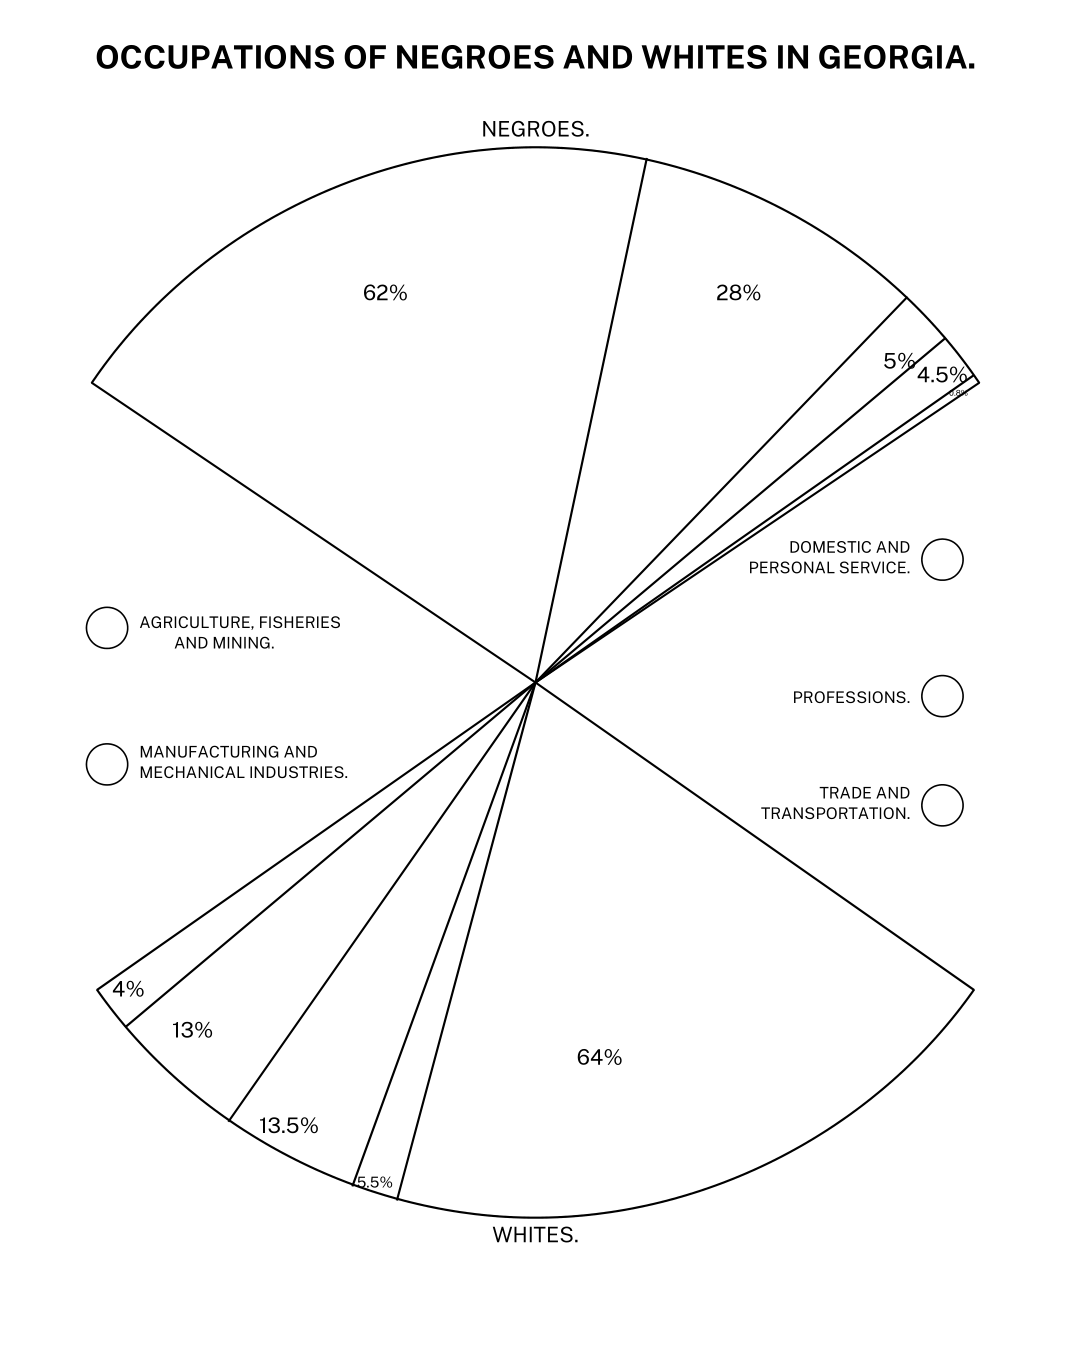 OCCUPATIONS OF NEGROES AND WHITES IN GEORGIA.
NEGROES.
62%
28%
5%
4.5%
0.8%
DOMESTIC AND
PERSONAL SERVICE.
AGRICULTURE, FISHERIES
AND MINING.
PROFESSIONS.
MANUFACTURING AND
MECHANICAL INDUSTRIES.
TRADE AND
TRANSPORTATION.
4%
13%
64%
13.5%
5.5%
WHITES.